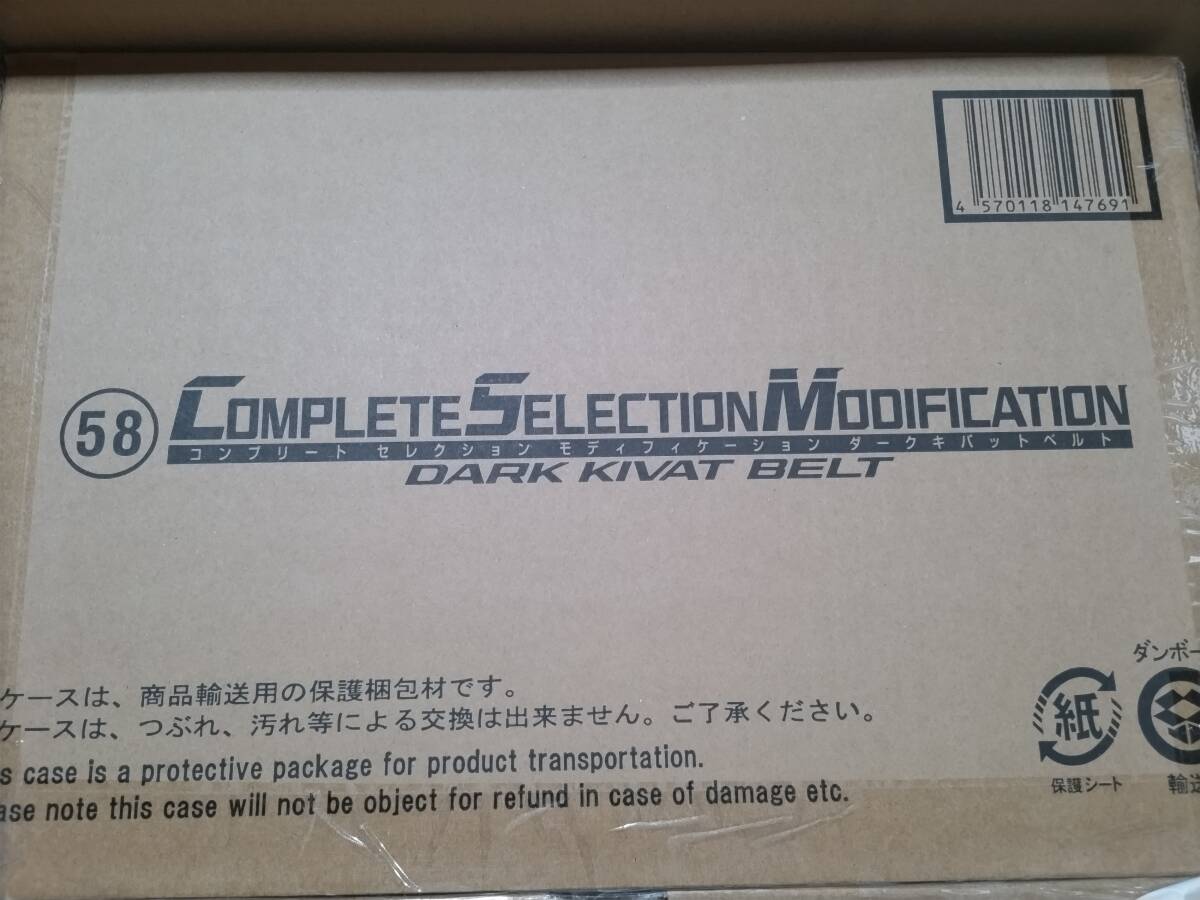 4 570118 147691
58 COMPLETE SELECTION MODIFICATION
コンプリート セレクション モディフィケーション ダークキバットベルト
DARK KIVAT BELT
ケースは、商品輸送用の保護梱包材です。
ケースは、つぶれ、汚れ等による交換は出来ません。ご了承ください。
s case is a protective package for product transportation.
ase note this case will not be object for refund in case of damage etc.
ダンボー
紙
保護シート
輸送